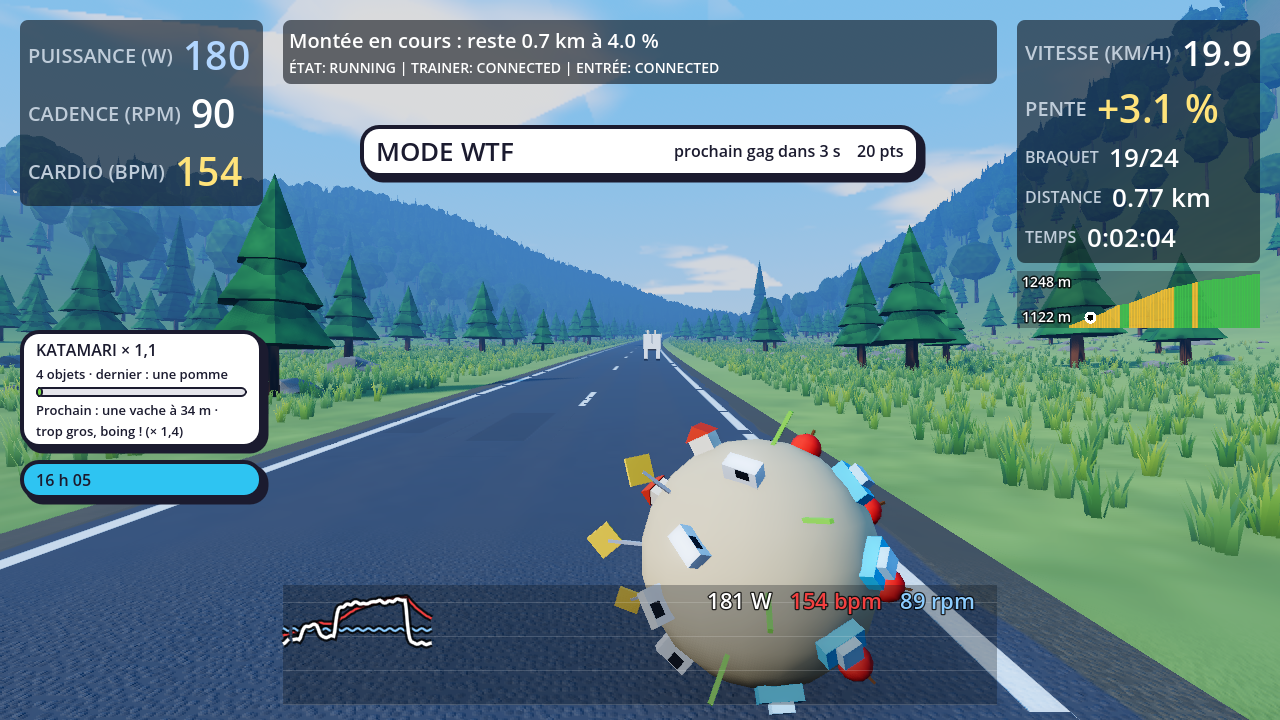 PUISSANCE (W) 180
CADENCE (RPM) 90
CARDIO (BPM) 154
Montée en cours : reste 0.7 km à 4.0 %
ÉTAT: RUNNING | TRAINER: CONNECTED | ENTRÉE: CONNECTED
MODE WTF prochain gag dans 3 s 20 pts
VITESSE (KM/H) 19.9
PENTE +3.1 %
BRAQUET 19/24
DISTANCE 0.77 km
TEMPS 0:02:04
1248 m
1122 m
KATAMARI × 1,1
4 objets · dernier : une pomme
Prochain : une vache à 34 m ·
trop gros, boing ! (× 1,4)
16 h 05
181 W 154 bpm 89 rpm